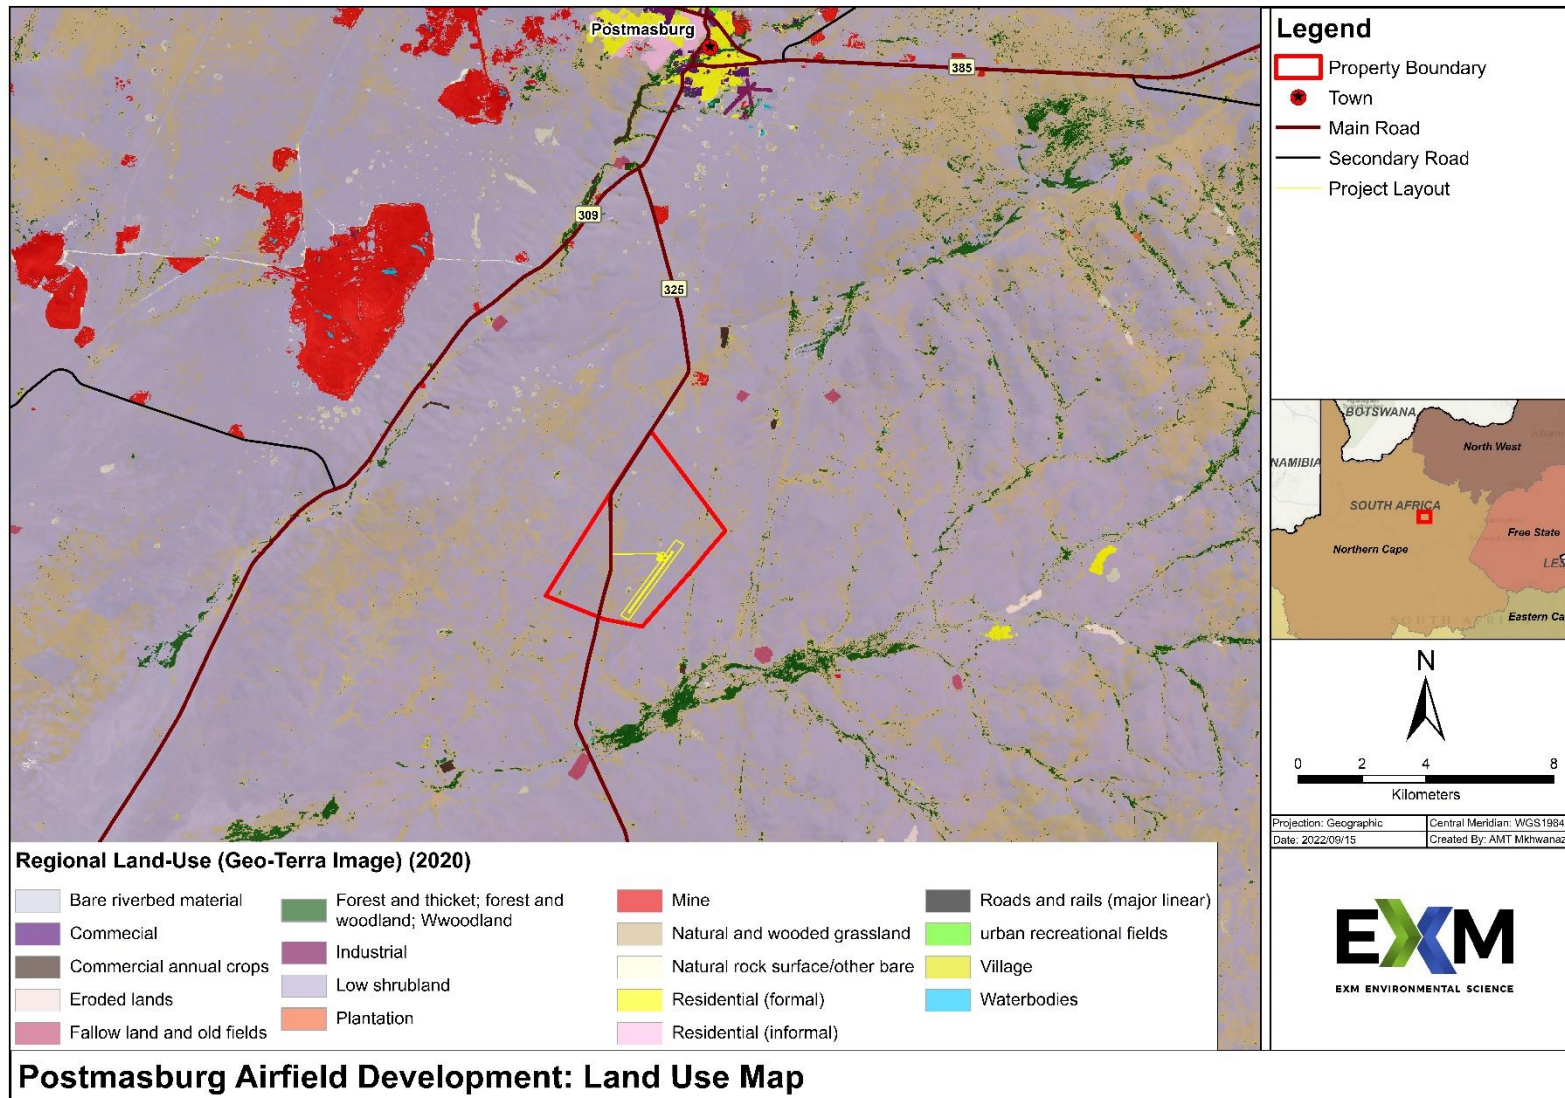 Postmasburg
385
309
325
Legend
Property Boundary
Town
Main Road
Secondary Road
Project Layout
BOTSWANA
NAMIBIA
North West
SOUTH AFRICA
Northern Cape
Free State
LES
Eastern Ca
N
0 2 4 8
Kilometers
Projection: Geographic
Central Meridian: WGS1984
Date: 2022/09/15
Created By: AMT Mkhwanaz
EXM
EXM ENVIRONMENTAL SCIENCE
Regional Land-Use (Geo-Terra Image) (2020)
Bare riverbed material
Commecial
Commercial annual crops
Eroded lands
Fallow land and old fields
Forest and thicket; forest and
woodland; Wwoodland
Industrial
Low shrubland
Plantation
Mine
Natural and wooded grassland
Natural rock surface/other bare
Residential (formal)
Residential (informal)
Roads and rails (major linear)
urban recreational fields
Village
Waterbodies
Postmasburg Airfield Development: Land Use Map